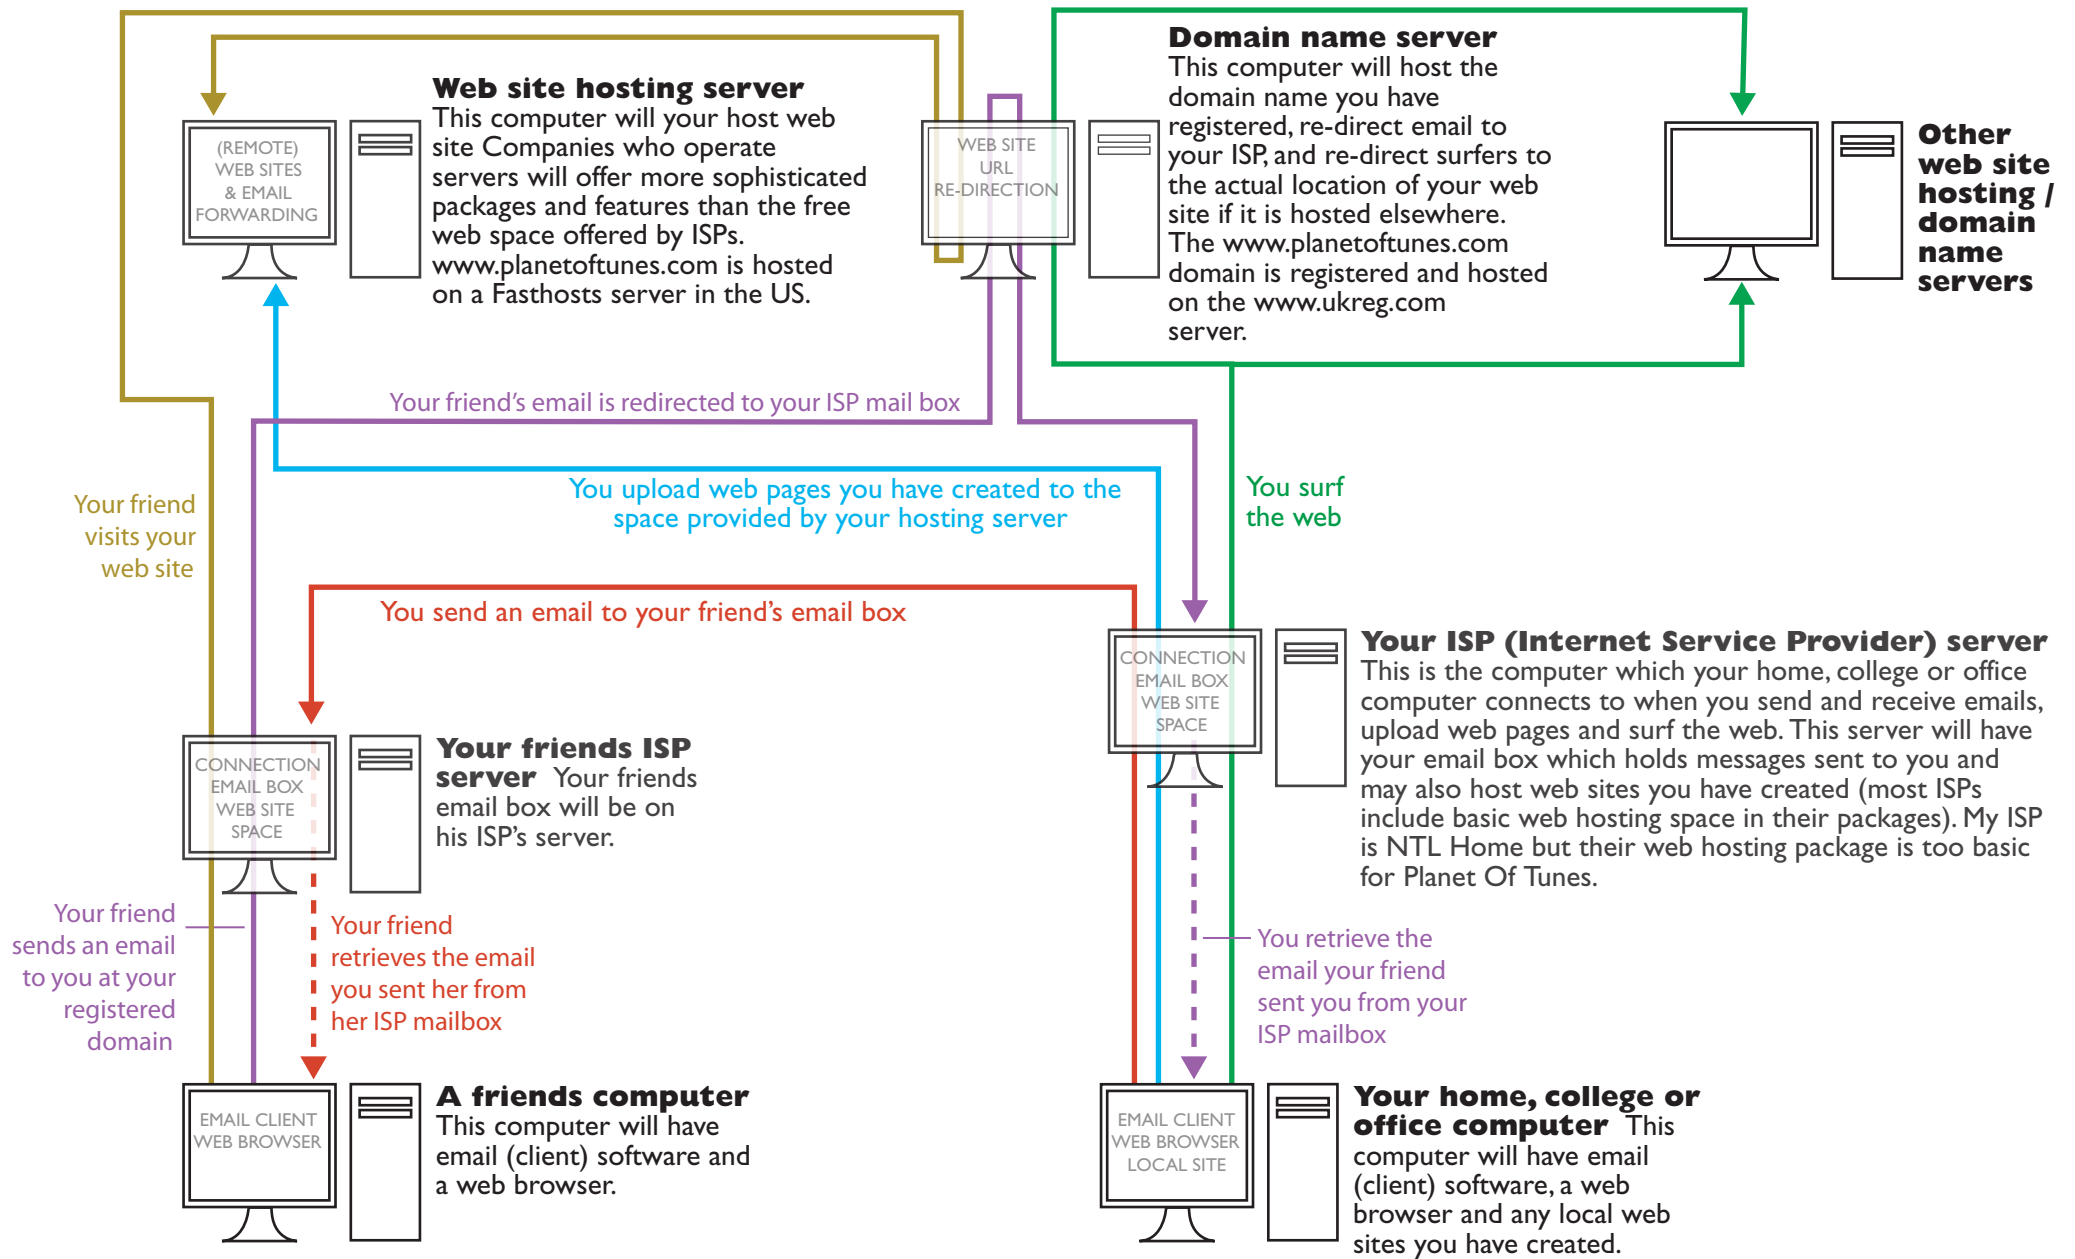 Web site hosting server
This computer will your host web
site Companies who operate
servers will offer more sophisticated
packages and features than the free
web space offered by ISPs.
www.planetoftunes.com is hosted
on a Fasthosts server in the US.
(REMOTE)
WEB SITES
& EMAIL
FORWARDING
Domain name server
This computer will host the
domain name you have
registered, re-direct email to
your ISP, and re-direct surfers to
the actual location of your web
site if it is hosted elsewhere.
The www.planetoftunes.com
domain is registered and hosted
on the www.ukreg.com
server.
WEB SITE
URL
RE-DIRECTION
Other
web site
hosting /
domain
name
servers
Your friend's email is redirected to your ISP mail box
You upload web pages you have created to the
space provided by your hosting server
You surf
the web
Your friend
visits your
web site
You send an email to your friend's email box
CONNECTION
EMAIL BOX
WEB SITE
SPACE
Your ISP (Internet Service Provider) server
This is the computer which your home, college or office
computer connects to when you send and receive emails,
upload web pages and surf the web. This server will have
your email box which holds messages sent to you and
may also host web sites you have created (most ISPs
include basic web hosting space in their packages). My ISP
is NTL Home but their web hosting package is too basic
for Planet Of Tunes.
CONNECTION
EMAIL BOX
WEB SITE
SPACE
Your friends ISP
server Your friends
email box will be on
his ISP's server.
Your friend
sends an email
to you at your
registered
domain
Your friend
retrieves the email
you sent her from
her ISP mailbox
You retrieve the
email your friend
sent you from your
ISP mailbox
EMAIL CLIENT
WEB BROWSER
A friends computer
This computer will have
email (client) software and
a web browser.
EMAIL CLIENT
WEB BROWSER
LOCAL SITE
Your home, college or
office computer This
computer will have email
(client) software, a web
browser and any local web
sites you have created.